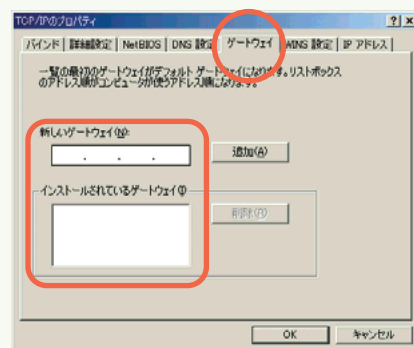 TCP/IPのプロパティ
バインド 詳細設定 NetBIOS DNS 設定 ゲートウェイ WINS 設定 IP アドレス
一覧の最初のゲートウェイがデフォルト ゲートウェイになります。リストボックス
のアドレス順がコンピュータが使うアドレス順になります。
新しいゲートウェイ(N):
追加(A)
インストールされているゲートウェイ(I)
削除(R)
OK キャンセル